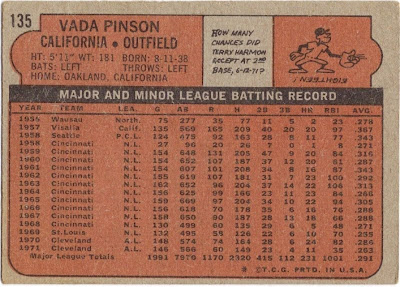 135
VADA PINSON
CALIFORNIA • OUTFIELD
HT: 5'11" WT: 181 BORN: 8-11-38
BATS: LEFT THROWS: LEFT
HOME: OAKLAND, CALIFORNIA
HOW MANY
CHANCES DID
TERRY HARMON
ACCEPT AT 2ND
BASE, 6-12-71?
EIGHTEEN!
MAJOR AND MINOR LEAGUE BATTING RECORD
YEAR TEAM LEA. G AB R H 2B 3B HR RBI AVG.
1956 Wausau North. 75 277 35 77 11 5 2 23 .278
1957 Visalia Calif. 135 569 165 209 40 20 20 97 .367
1958 Seattle P.C.L. 124 475 92 163 28 5 11 77 .343
1958 Cincinnati N.L. 27 96 20 26 7 0 1 8 .271
1959 Cincinnati N.L. 154 648 131 205 47 9 20 84 .316
1960 Cincinnati N.L. 154 652 107 187 37 12 20 61 .287
1961 Cincinnati N.L. 154 607 101 208 34 8 16 87 .343
1962 Cincinnati N.L. 155 619 107 181 31 7 23 100 .292
1963 Cincinnati N.L. 162 652 96 204 37 14 22 106 .313
1964 Cincinnati N.L. 156 625 99 166 23 11 23 84 .266
1965 Cincinnati N.L. 159 669 97 204 34 10 22 94 .305
1966 Cincinnati N.L. 156 618 70 178 35 6 16 76 .288
1967 Cincinnati N.L. 158 650 90 187 28 13 18 66 .288
1968 Cincinnati N.L. 130 499 60 135 29 6 5 48 .271
1969 St. Louis N.L. 132 495 58 126 22 6 10 70 .255
1970 Cleveland A.L. 148 574 74 164 28 6 24 82 .286
1971 Cleveland A.L. 146 566 60 149 23 4 11 35 .263
Major League Totals 1991 7970 1170 2320 415 112 231 1001 .291
© T.C.G. PRTD. IN U.S.A.